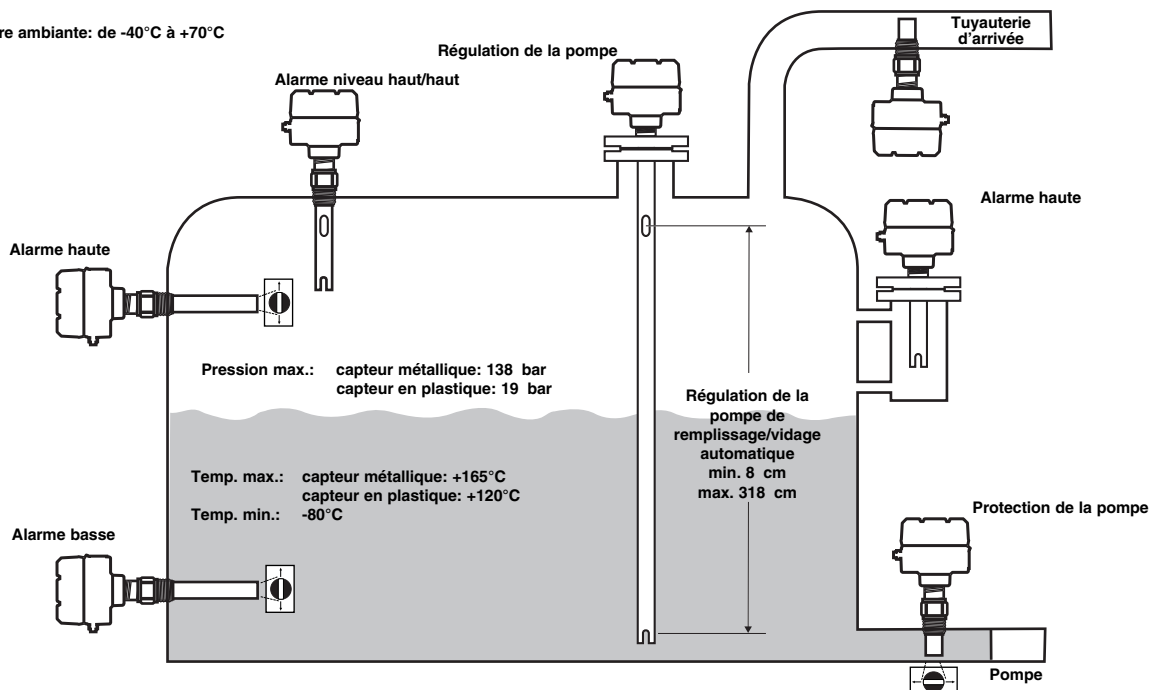 re ambiante: de -40°C à +70°C
Régulation de la pompe
Tuyauterie
d'arrivée
Alarme niveau haut/haut
Alarme haute
Alarme haute
Pression max.: capteur métallique: 138 bar
capteur en plastique: 19 bar
Régulation de la
pompe de
remplissage/vidage
automatique
min. 8 cm
max. 318 cm
Temp. max.: capteur métallique: +165°C
capteur en plastique: +120°C
Temp. min.: -80°C
Protection de la pompe
Alarme basse
Pompe